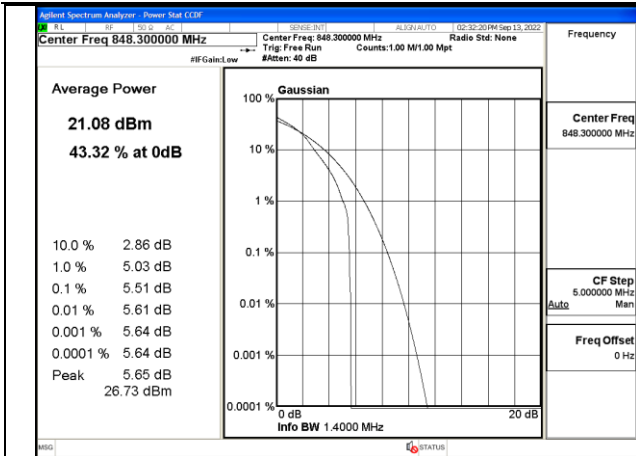 Agilent Spectrum Analyzer - Power Stat CCDF
RL RF 50 Ω AC SENSE:INT ALIGN AUTO 02:32:20 PM Sep 13, 2022
Center Freq 848.300000 MHz
Center Freq: 848.300000 MHz Radio Std: None
Trig: Free Run Counts:1.00 M/1.00 Mpt
#IFGain:Low #Atten: 40 dB
Frequency
Average Power
21.08 dBm
43.32 % at 0dB
10.0 % 2.86 dB
1.0 % 5.03 dB
0.1 % 5.51 dB
0.01 % 5.61 dB
0.001 % 5.64 dB
0.0001 % 5.64 dB
Peak 5.65 dB
26.73 dBm
Gaussian
100 %
10 %
1 %
0.1 %
0.01 %
0.001 %
0.0001 %
0 dB 20 dB
Info BW 1.4000 MHz
Center Freq
848.300000 MHz
CF Step
5.000000 MHz
Auto Man
Freq Offset
0 Hz
MSG STATUS